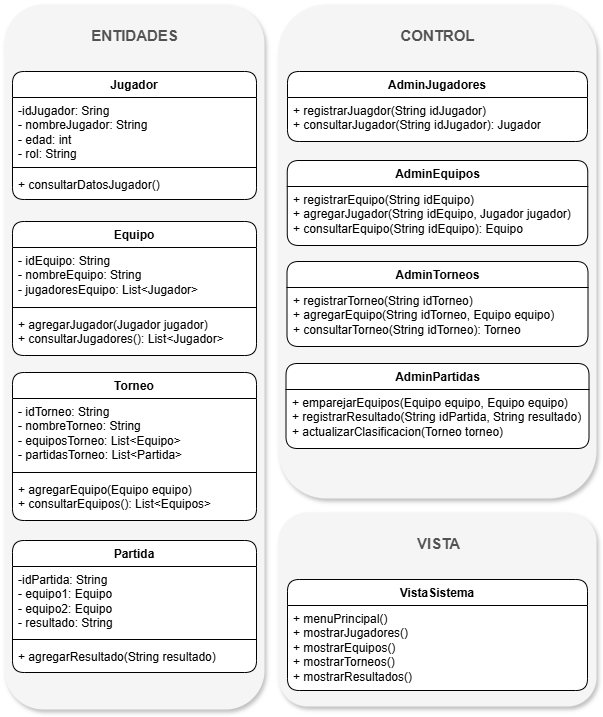 ENTIDADES
Jugador
-idJugador: Sring
- nombreJugador: String
- edad: int
- rol: String
+ consultarDatosJugador()
Equipo
- idEquipo: String
- nombreEquipo: String
- jugadoresEquipo: List<Jugador>
+ agregarJugador(Jugador jugador)
+ consultarJugadores(): List<Jugador>
Torneo
- idTorneo: String
- nombreTorneo: String
- equiposTorneo: List<Equipo>
- partidasTorneo: List<Partida>
+ agregarEquipo(Equipo equipo)
+ consultarEquipos(): List<Equipos>
Partida
-idPartida: String
- equipo1: Equipo
- equipo2: Equipo
- resultado: String
+ agregarResultado(String resultado)
CONTROL
AdminJugadores
+ registrarJuagdor(String idJugador)
+ consultarJugador(String idJugador): Jugador
AdminEquipos
+ registrarEquipo(String idEquipo)
+ agregarJugador(String idEquipo, Jugador jugador)
+ consultarEquipo(String idEquipo): Equipo
AdminTorneos
+ registrarTorneo(String idTorneo)
+ agregarEquipo(String idTorneo, Equipo equipo)
+ consultarTorneo(String idTorneo): Torneo
AdminPartidas
+ emparejarEquipos(Equipo equipo, Equipo equipo)
+ registrarResultado(String idPartida, String resultado)
+ actualizarClasificacion(Torneo torneo)
VISTA
VistaSistema
+ menuPrincipal()
+ mostrarJugadores()
+ mostrarEquipos()
+ mostrarTorneos()
+ mostrarResultados()